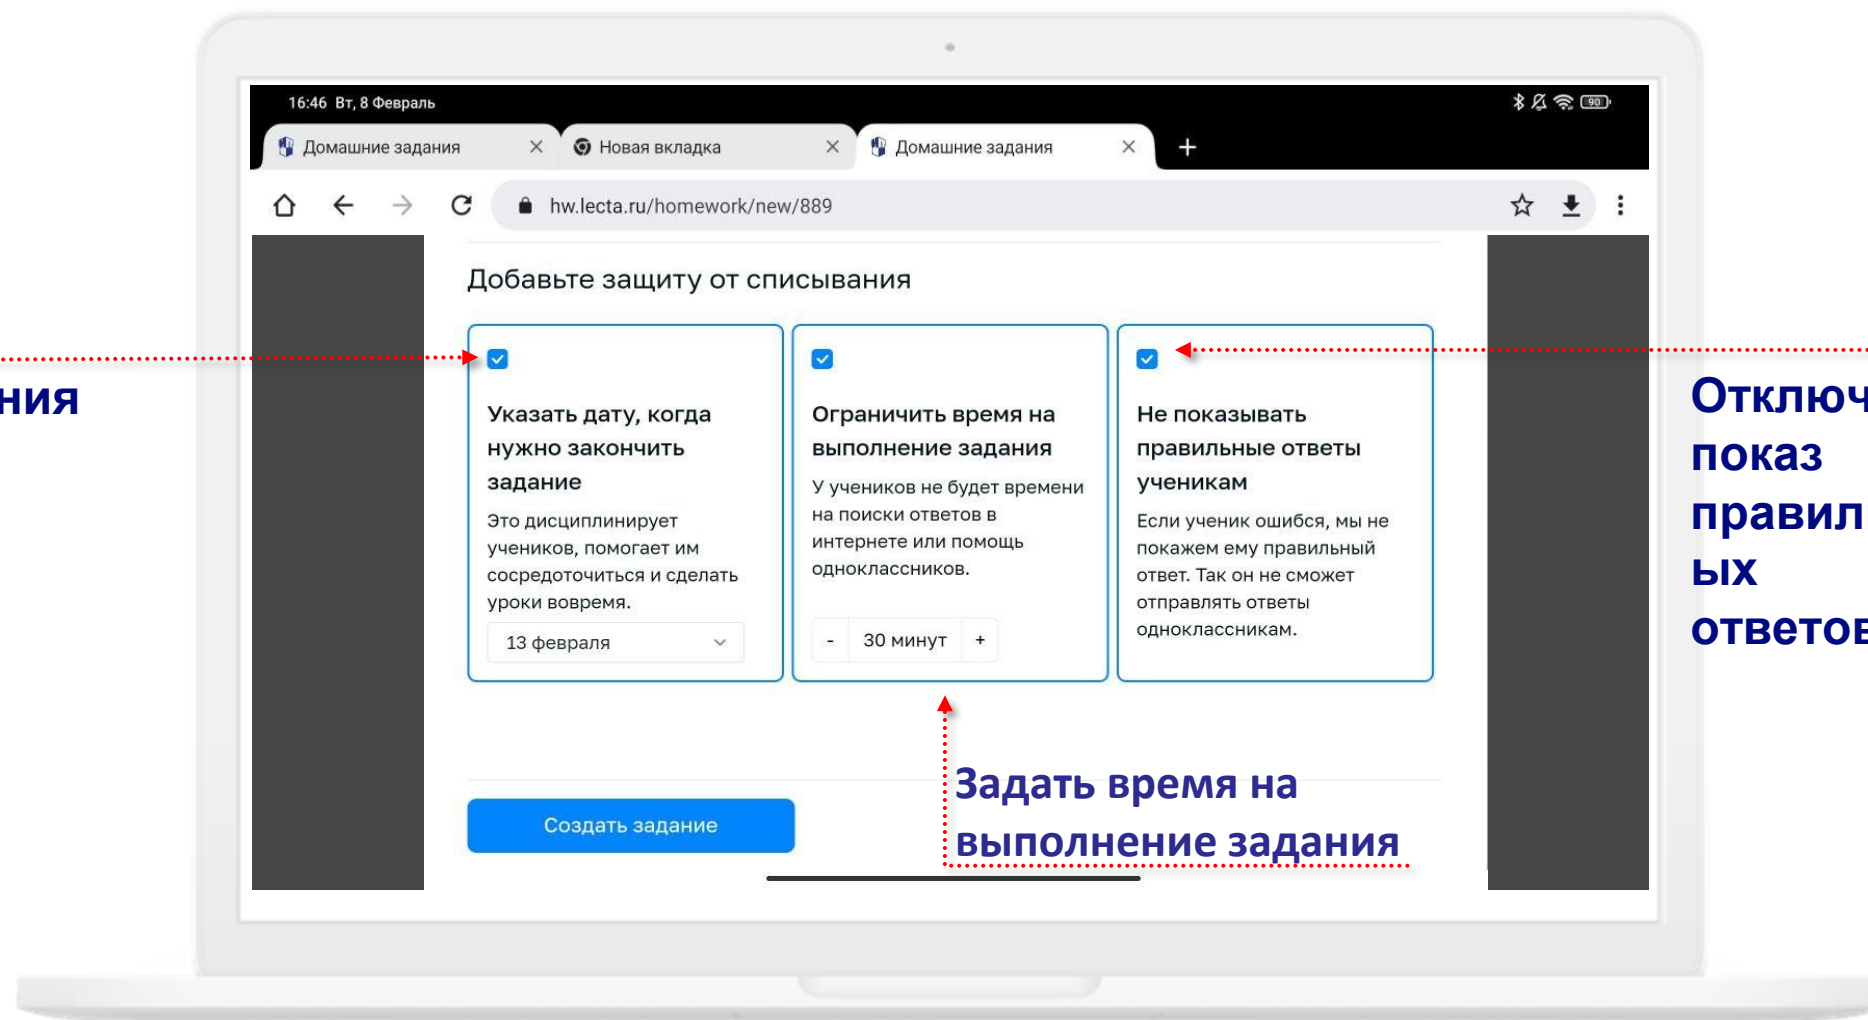 16:46 Вт, 8 Февраль
90
Домашние задания
Новая вкладка
Домашние задания
hw.lecta.ru/homework/new/889
Добавьте защиту от списывания
Указать дату, когда
нужно закончить
задание
Это дисциплинирует
учеников, помогает им
сосредоточиться и сделать
уроки вовремя.
13 февраля
Ограничить время на
выполнение задания
У учеников не будет времени
на поиски ответов в
интернете или помощь
одноклассников.
- 30 минут +
Не показывать
правильные ответы
ученикам
Если ученик ошибся, мы не
покажем ему правильный
ответ. Так он не сможет
отправлять ответы
одноклассникам.
Создать задание
Задать время на
выполнение задания
ния
Отключ
показ
правил
ых
ответов